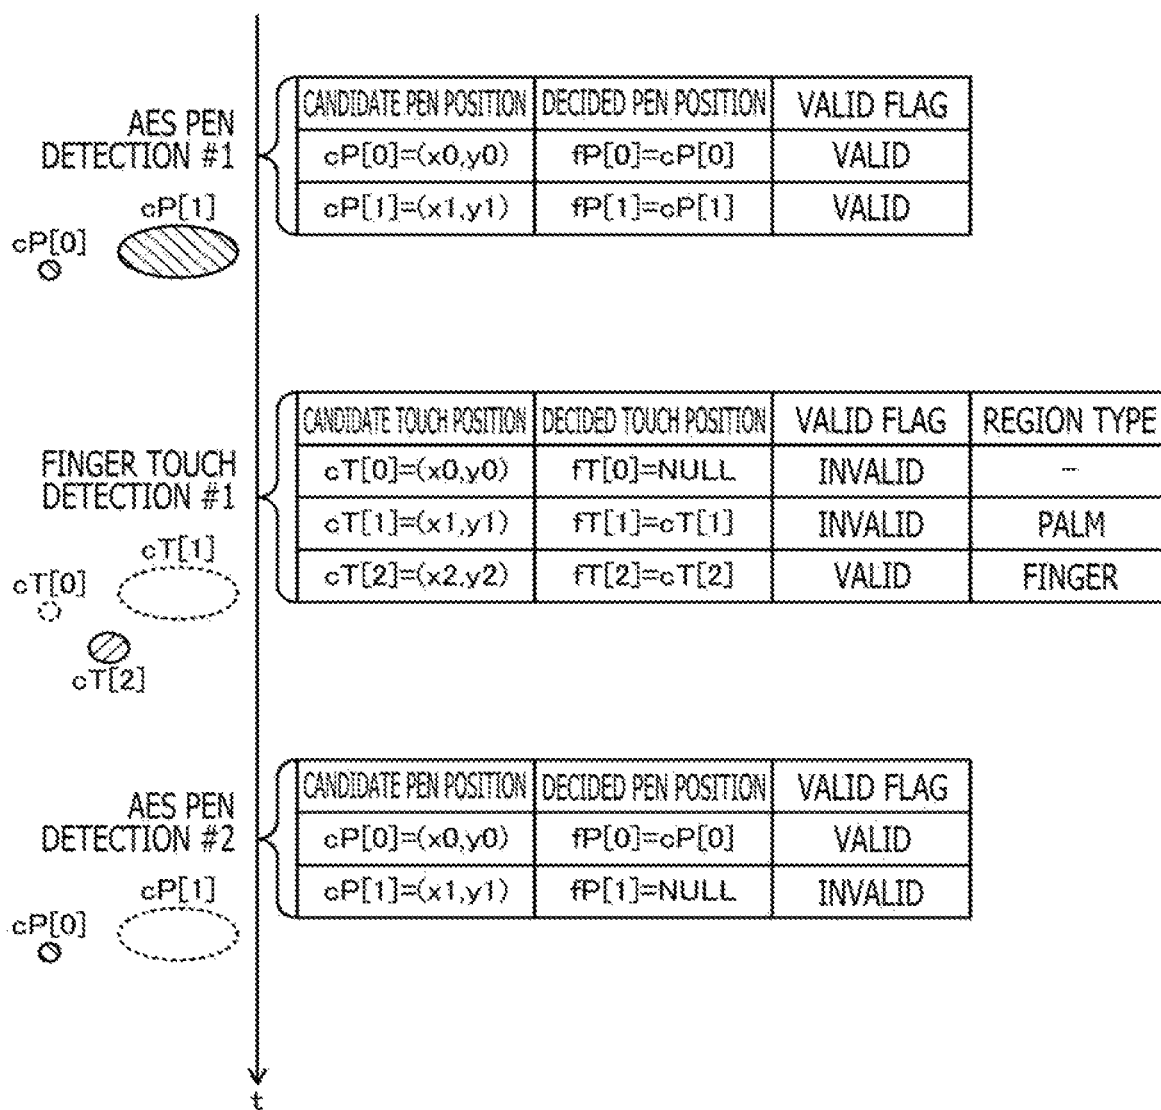 AES PEN
DETECTION #1
cP[1]
cP[0]
CANDIDATE PEN POSITION DECIDED PEN POSITION VALID FLAG
cP[0]=(x0,y0) fP[0]=cP[0] VALID
cP[1]=(x1,y1) fP[1]=cP[1] VALID
FINGER TOUCH
DETECTION #1
cT[1]
cT[0]
cT[2]
CANDIDATE TOUCH POSITION DECIDED TOUCH POSITION VALID FLAG REGION TYPE
cT[0]=(x0,y0) fT[0]=NULL INVALID —
cT[1]=(x1,y1) fT[1]=cT[1] INVALID PALM
cT[2]=(x2,y2) fT[2]=cT[2] VALID FINGER
AES PEN
DETECTION #2
cP[1]
cP[0]
CANDIDATE PEN POSITION DECIDED PEN POSITION VALID FLAG
cP[0]=(x0,y0) fP[0]=cP[0] VALID
cP[1]=(x1,y1) fP[1]=NULL INVALID
t